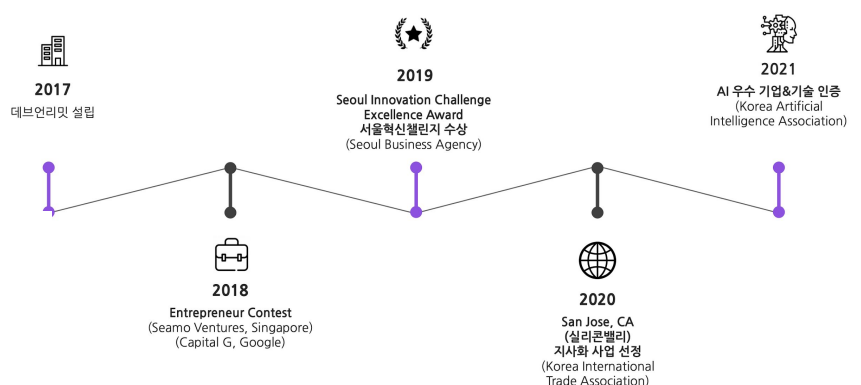 2017
데브언리밋 설립
2018
Entrepreneur Contest
(Seamo Ventures, Singapore)
(Capital G, Google)
2019
Seoul Innovation Challenge
Excellence Award
서울혁신챌린지 수상
(Seoul Business Agency)
2020
San Jose, CA
(실리콘밸리)
지사화 사업 선정
(Korea International
Trade Association)
2021
AI 우수 기업&기술 인증
(Korea Artificial
Intelligence Association)